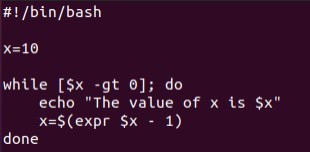 #!/bin/bash

x=10

while [$x -gt 0]; do
    echo "The value of x is $x"
    x=$(expr $x - 1)
done